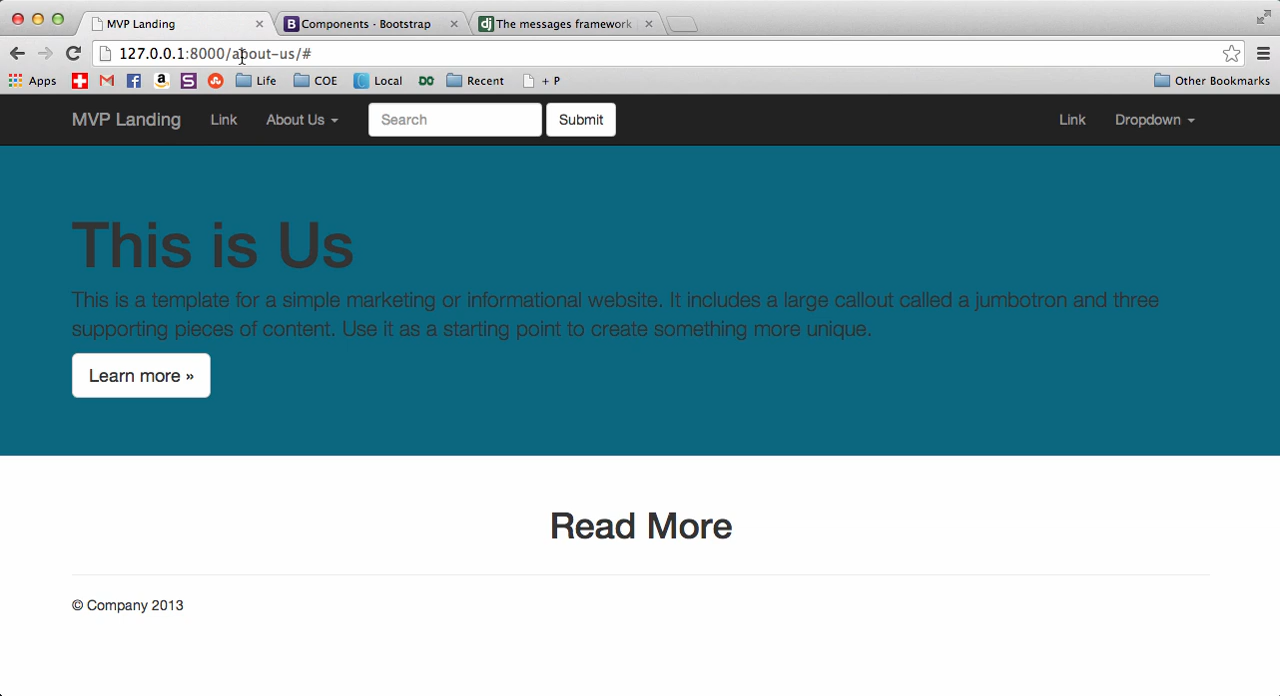 MVP Landing
Components - Bootstrap
The messages framework
127.0.0.1:8000/about-us/#
Apps
Life
COE
Local
DO
Recent
+ P
Other Bookmarks
MVP Landing
Link
About Us
Search
Submit
Link
Dropdown
This is Us
This is a template for a simple marketing or informational website. It includes a large callout called a jumbotron and three
supporting pieces of content. Use it as a starting point to create something more unique.
Learn more »
Read More
© Company 2013